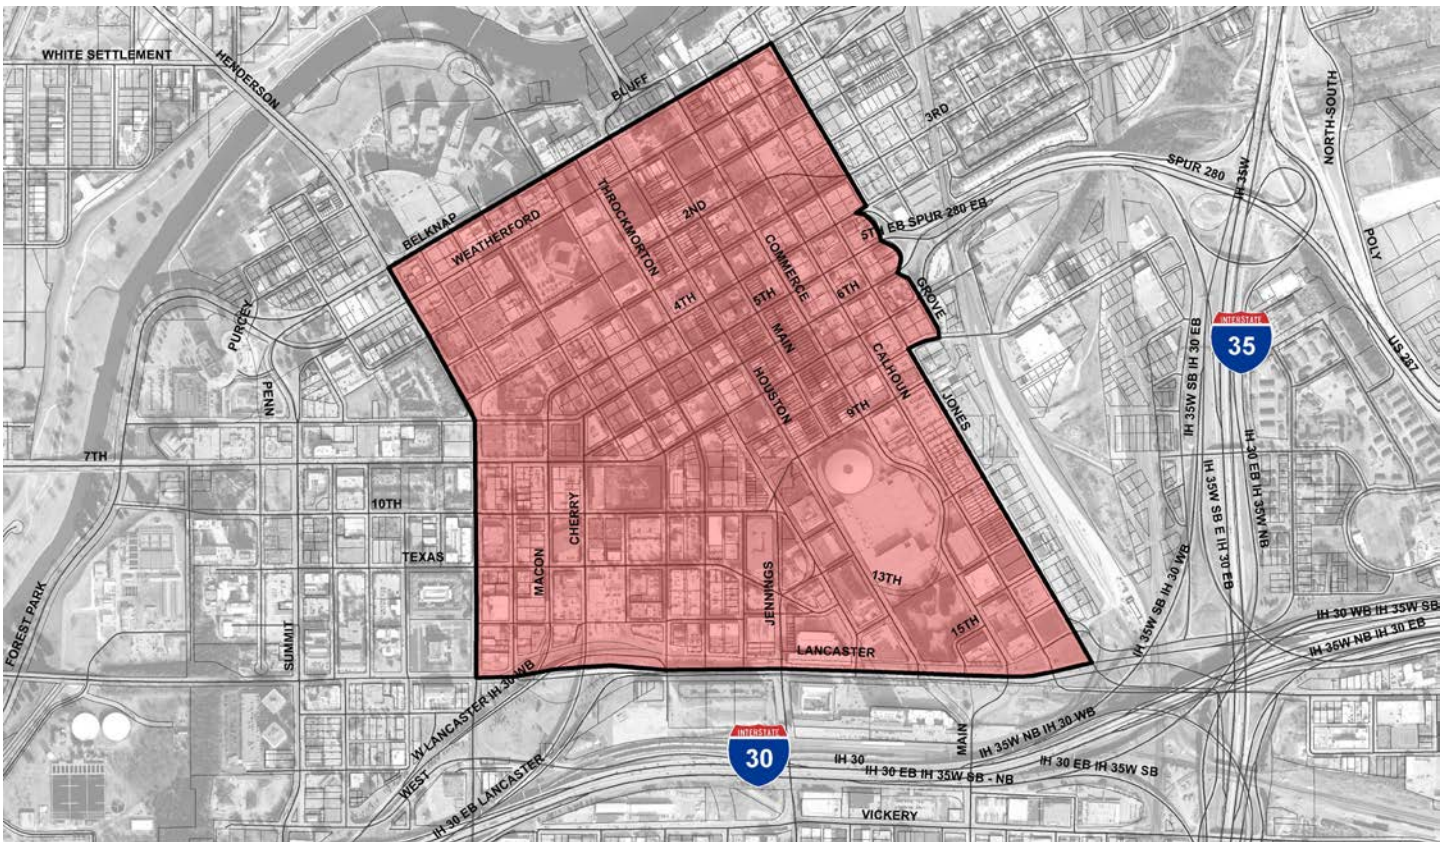 WHITE SETTLEMENT
HENDERSON
BLUFF
3RD
NORTH-SOUTH
SPUR 280
IH 35W
BELKNAP
WEATHERFORD
THROCKMORTON
2ND
COMMERCE
5TH EB SPUR 280 EB
POLY
PURCEY
4TH
5TH
6TH
GROVE
MAIN
CALHOUN
IH 35W SB IH 30 EB
INTERSTATE
35
US 287
PENN
HOUSTON
9TH
JONES
7TH
IH 30 EB IH 35W NB
IH 35W SB E IH 30 EB
10TH
CHERRY
TEXAS
MACON
JENNINGS
13TH
IH 35W SB IH 30 WB
FOREST PARK
SUMMIT
15TH
LANCASTER
IH 30 WB IH 35W SB
IH 35W NB IH 30 EB
W LANCASTER IH 30 WB
WEST
IH 30 EB LANCASTER
INTERSTATE
30
IH 30
MAIN
IH 35W NB IH 30 WB
IH 30 EB IH 35W SB
IH 30 EB IH 35W SB - NB
VICKERY